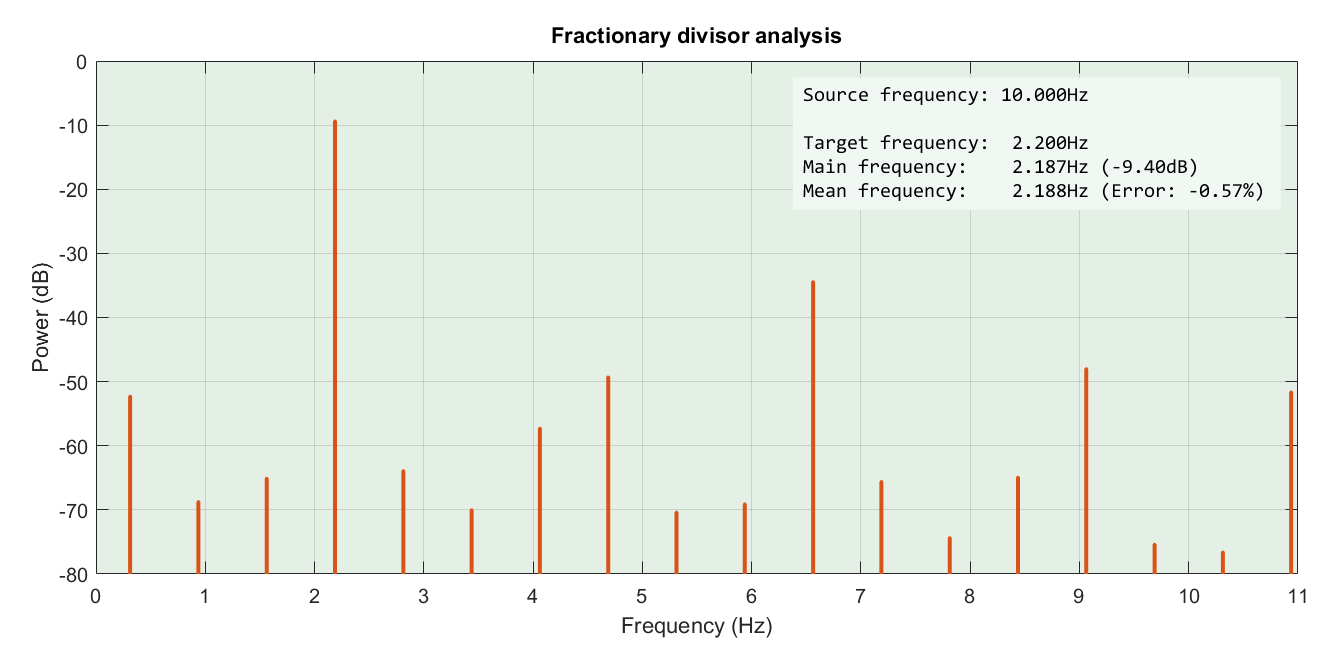 Fractionary divisor analysis
Source frequency: 10.000Hz
Target frequency:  2.200Hz
Main frequency:    2.187Hz (-9.40dB)
Mean frequency:    2.188Hz (Error: -0.57%)
Power (dB)
0
-10
-20
-30
-40
-50
-60
-70
-80
0 1 2 3 4 5 6 7 8 9 10 11
Frequency (Hz)